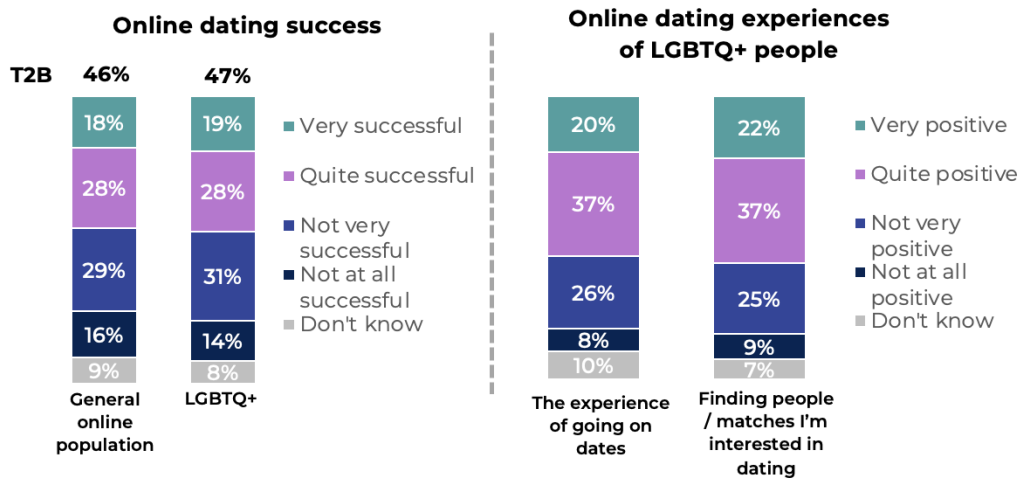 Online dating success
T2B
46%
47%
18%
28%
29%
16%
9%
19%
28%
31%
14%
8%
General
online
population
LGBTQ+
Very successful
Quite successful
Not very
successful
Not at all
successful
Don't know
Online dating experiences
of LGBTQ+ people
20%
37%
26%
8%
10%
22%
37%
25%
9%
7%
The experience
of going on
dates
Finding people
/ matches I’m
interested in
dating
Very positive
Quite positive
Not very
positive
Not at all
positive
Don't know